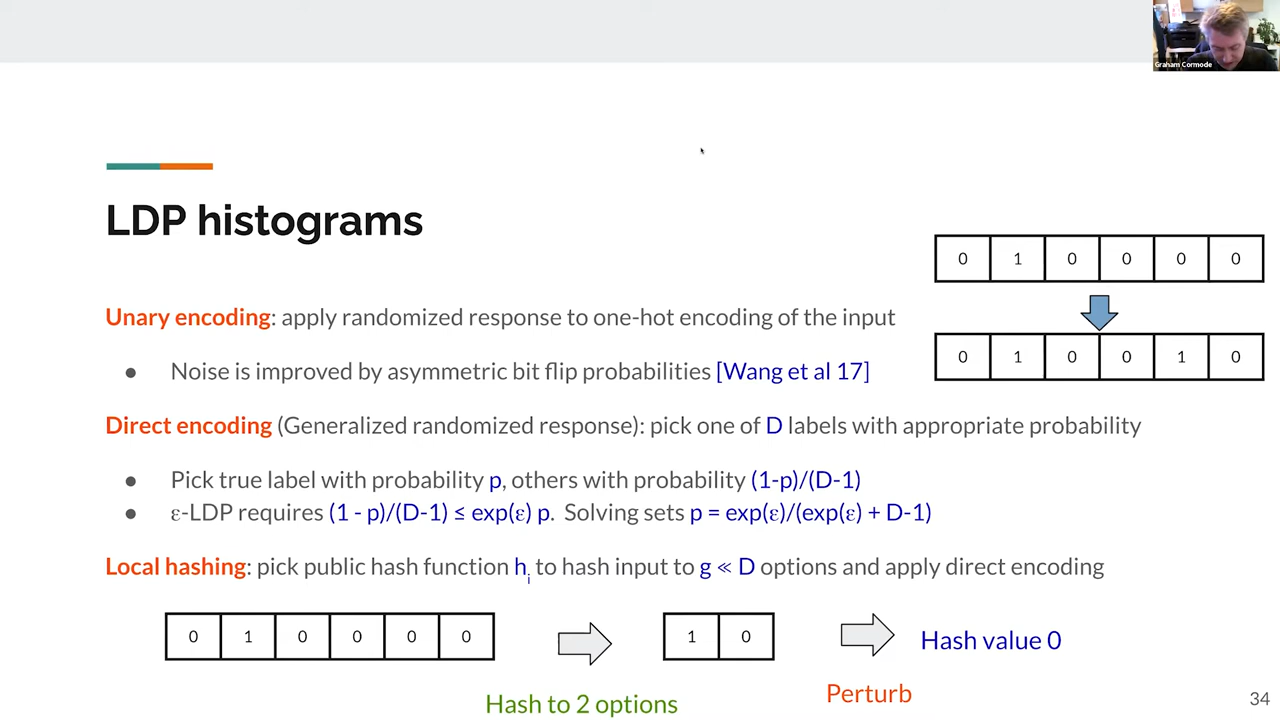 Graham Cormode
LDP histograms
0 1 0 0 0 0
Unary encoding: apply randomized response to one-hot encoding of the input
0 1 0 0 1 0
● Noise is improved by asymmetric bit flip probabilities [Wang et al 17]
Direct encoding (Generalized randomized response): pick one of D labels with appropriate probability
● Pick true label with probability p, others with probability (1-p)/(D-1)
● ε-LDP requires (1 - p)/(D-1) ≤ exp(ε) p. Solving sets p = exp(ε)/(exp(ε) + D-1)
Local hashing: pick public hash function hᵢ to hash input to g ≪ D options and apply direct encoding
0 1 0 0 0 0 1 0 Hash value 0
Hash to 2 options Perturb
34